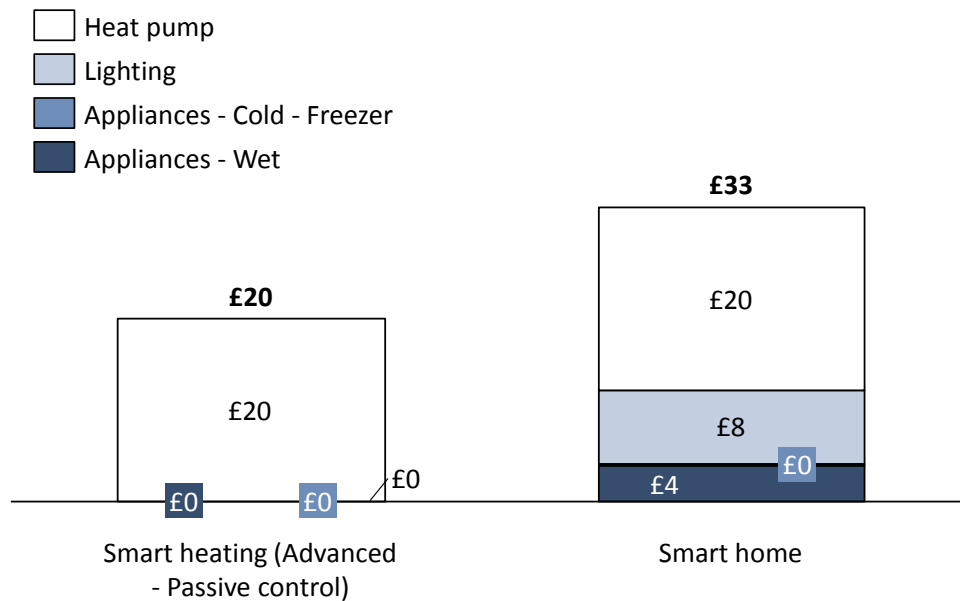 Heat pump
Lighting
Appliances - Cold - Freezer
Appliances - Wet
£33
£20
£20
£20
£8
£0
£0
£0
£0
£4
Smart heating (Advanced
- Passive control)
Smart home